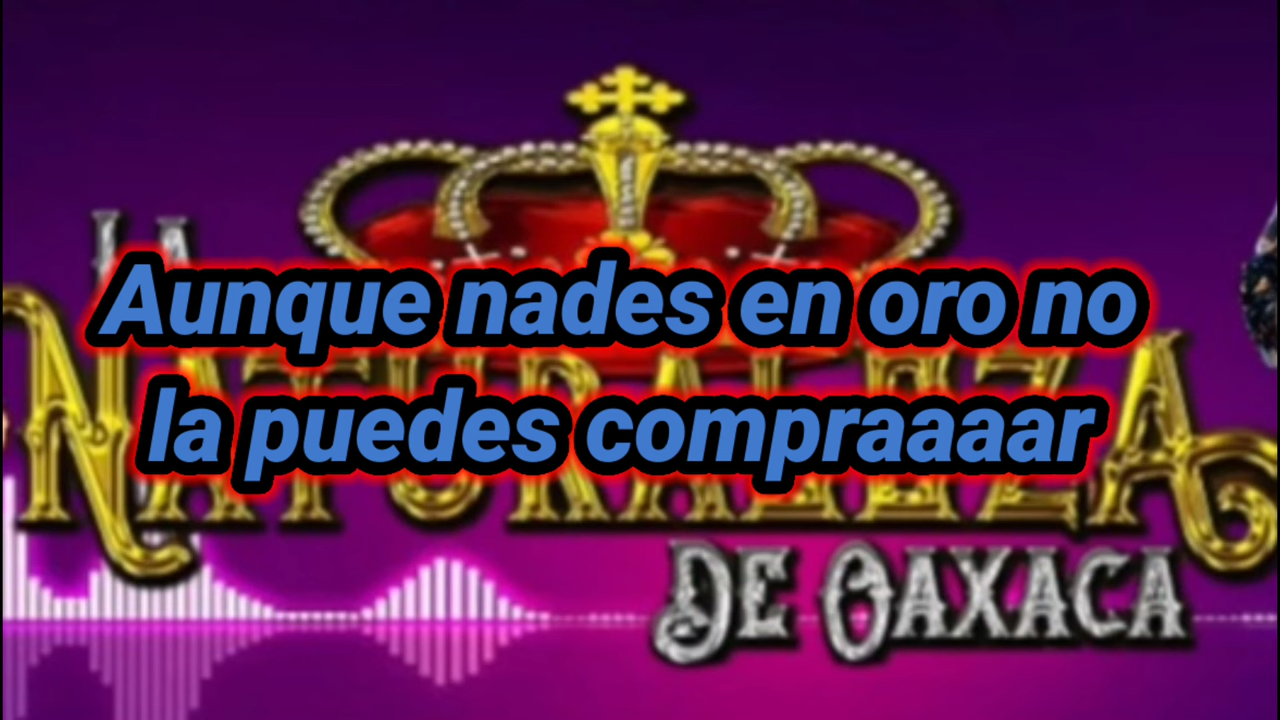 LA
Aunque nades en oro no
NATURALEZA
la puedes compraaaar
DE OAXACA